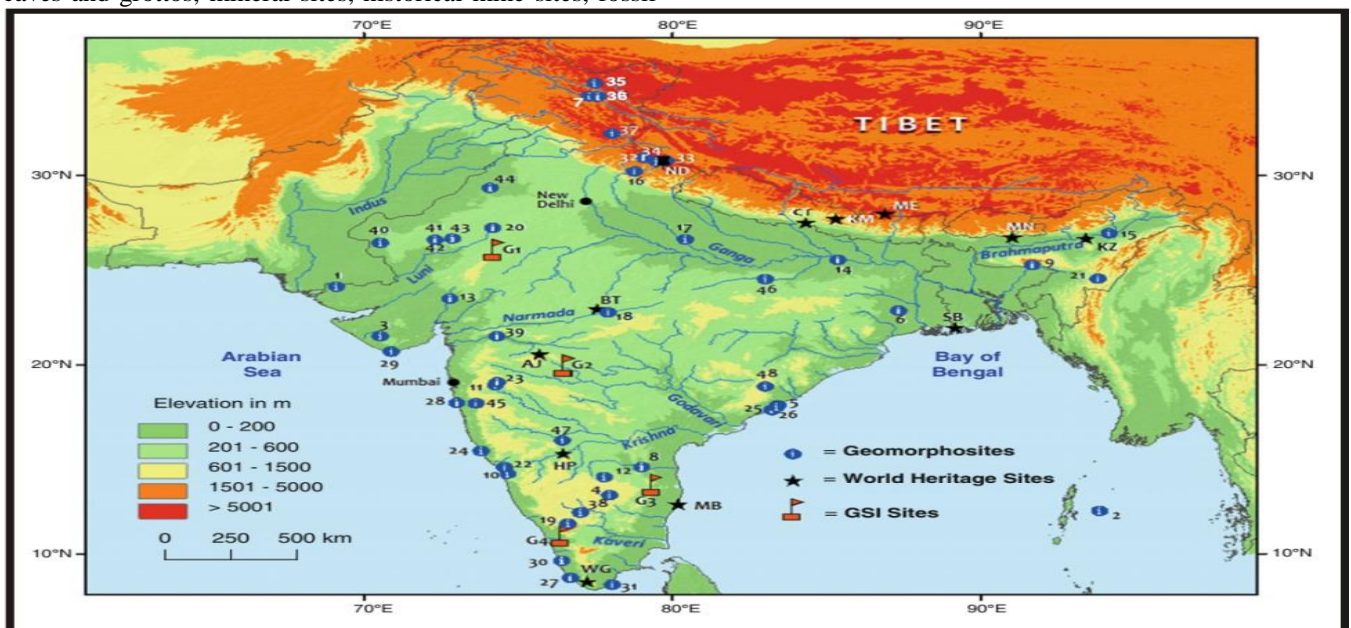 caves and grottos, mineral sites, historical mine sites, fossil
70°E 80°E 90°E
35
7 36
TIBET
37
34
32 33
30°N ND 30°N
16
44
New
Delhi
Indus
CT KM ME
40 41 43 20 17 MN 15
42 G1 Ganga Brahmaputra KZ
Luni 14 9
1 46 21
13
BT
Narmada 6 SB
3 18
39
20°N Arabian AJ G2 Bay of 20°N
Sea 29 Bengal
Mumbai 11 23 48
Elevation in m 28 45 Godavari 25 5
26
0 - 200
201 - 600 47 Krishna
601 - 1500 24 = Geomorphosites
1501 - 5000 22 HP 8
10 12 = World Heritage Sites
> 5001 4 G3 MB
38 = GSI Sites
0 250 500 km 19 2
G4 Kaveri
10°N 30 10°N
WG
27 31
70°E 80°E 90°E